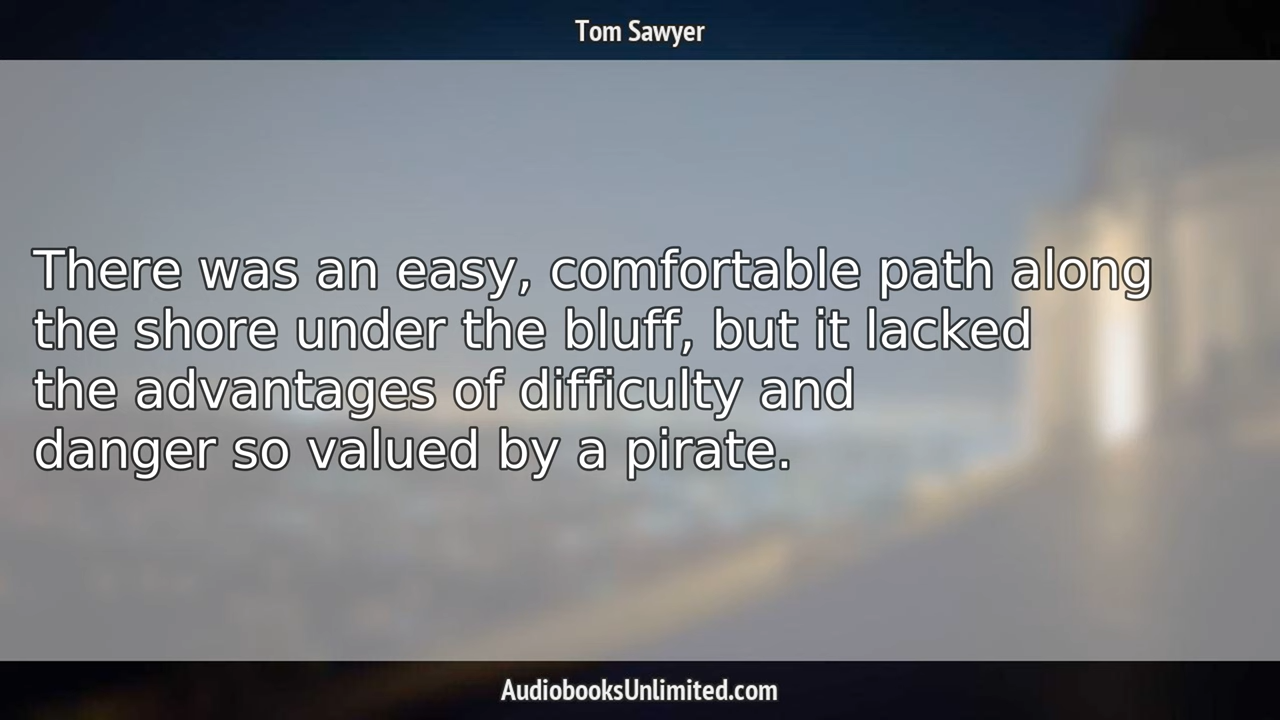 Tom Sawyer
There was an easy, comfortable path along
the shore under the bluff, but it lacked
the advantages of difficulty and
danger so valued by a pirate.
AudiobooksUnlimited.com